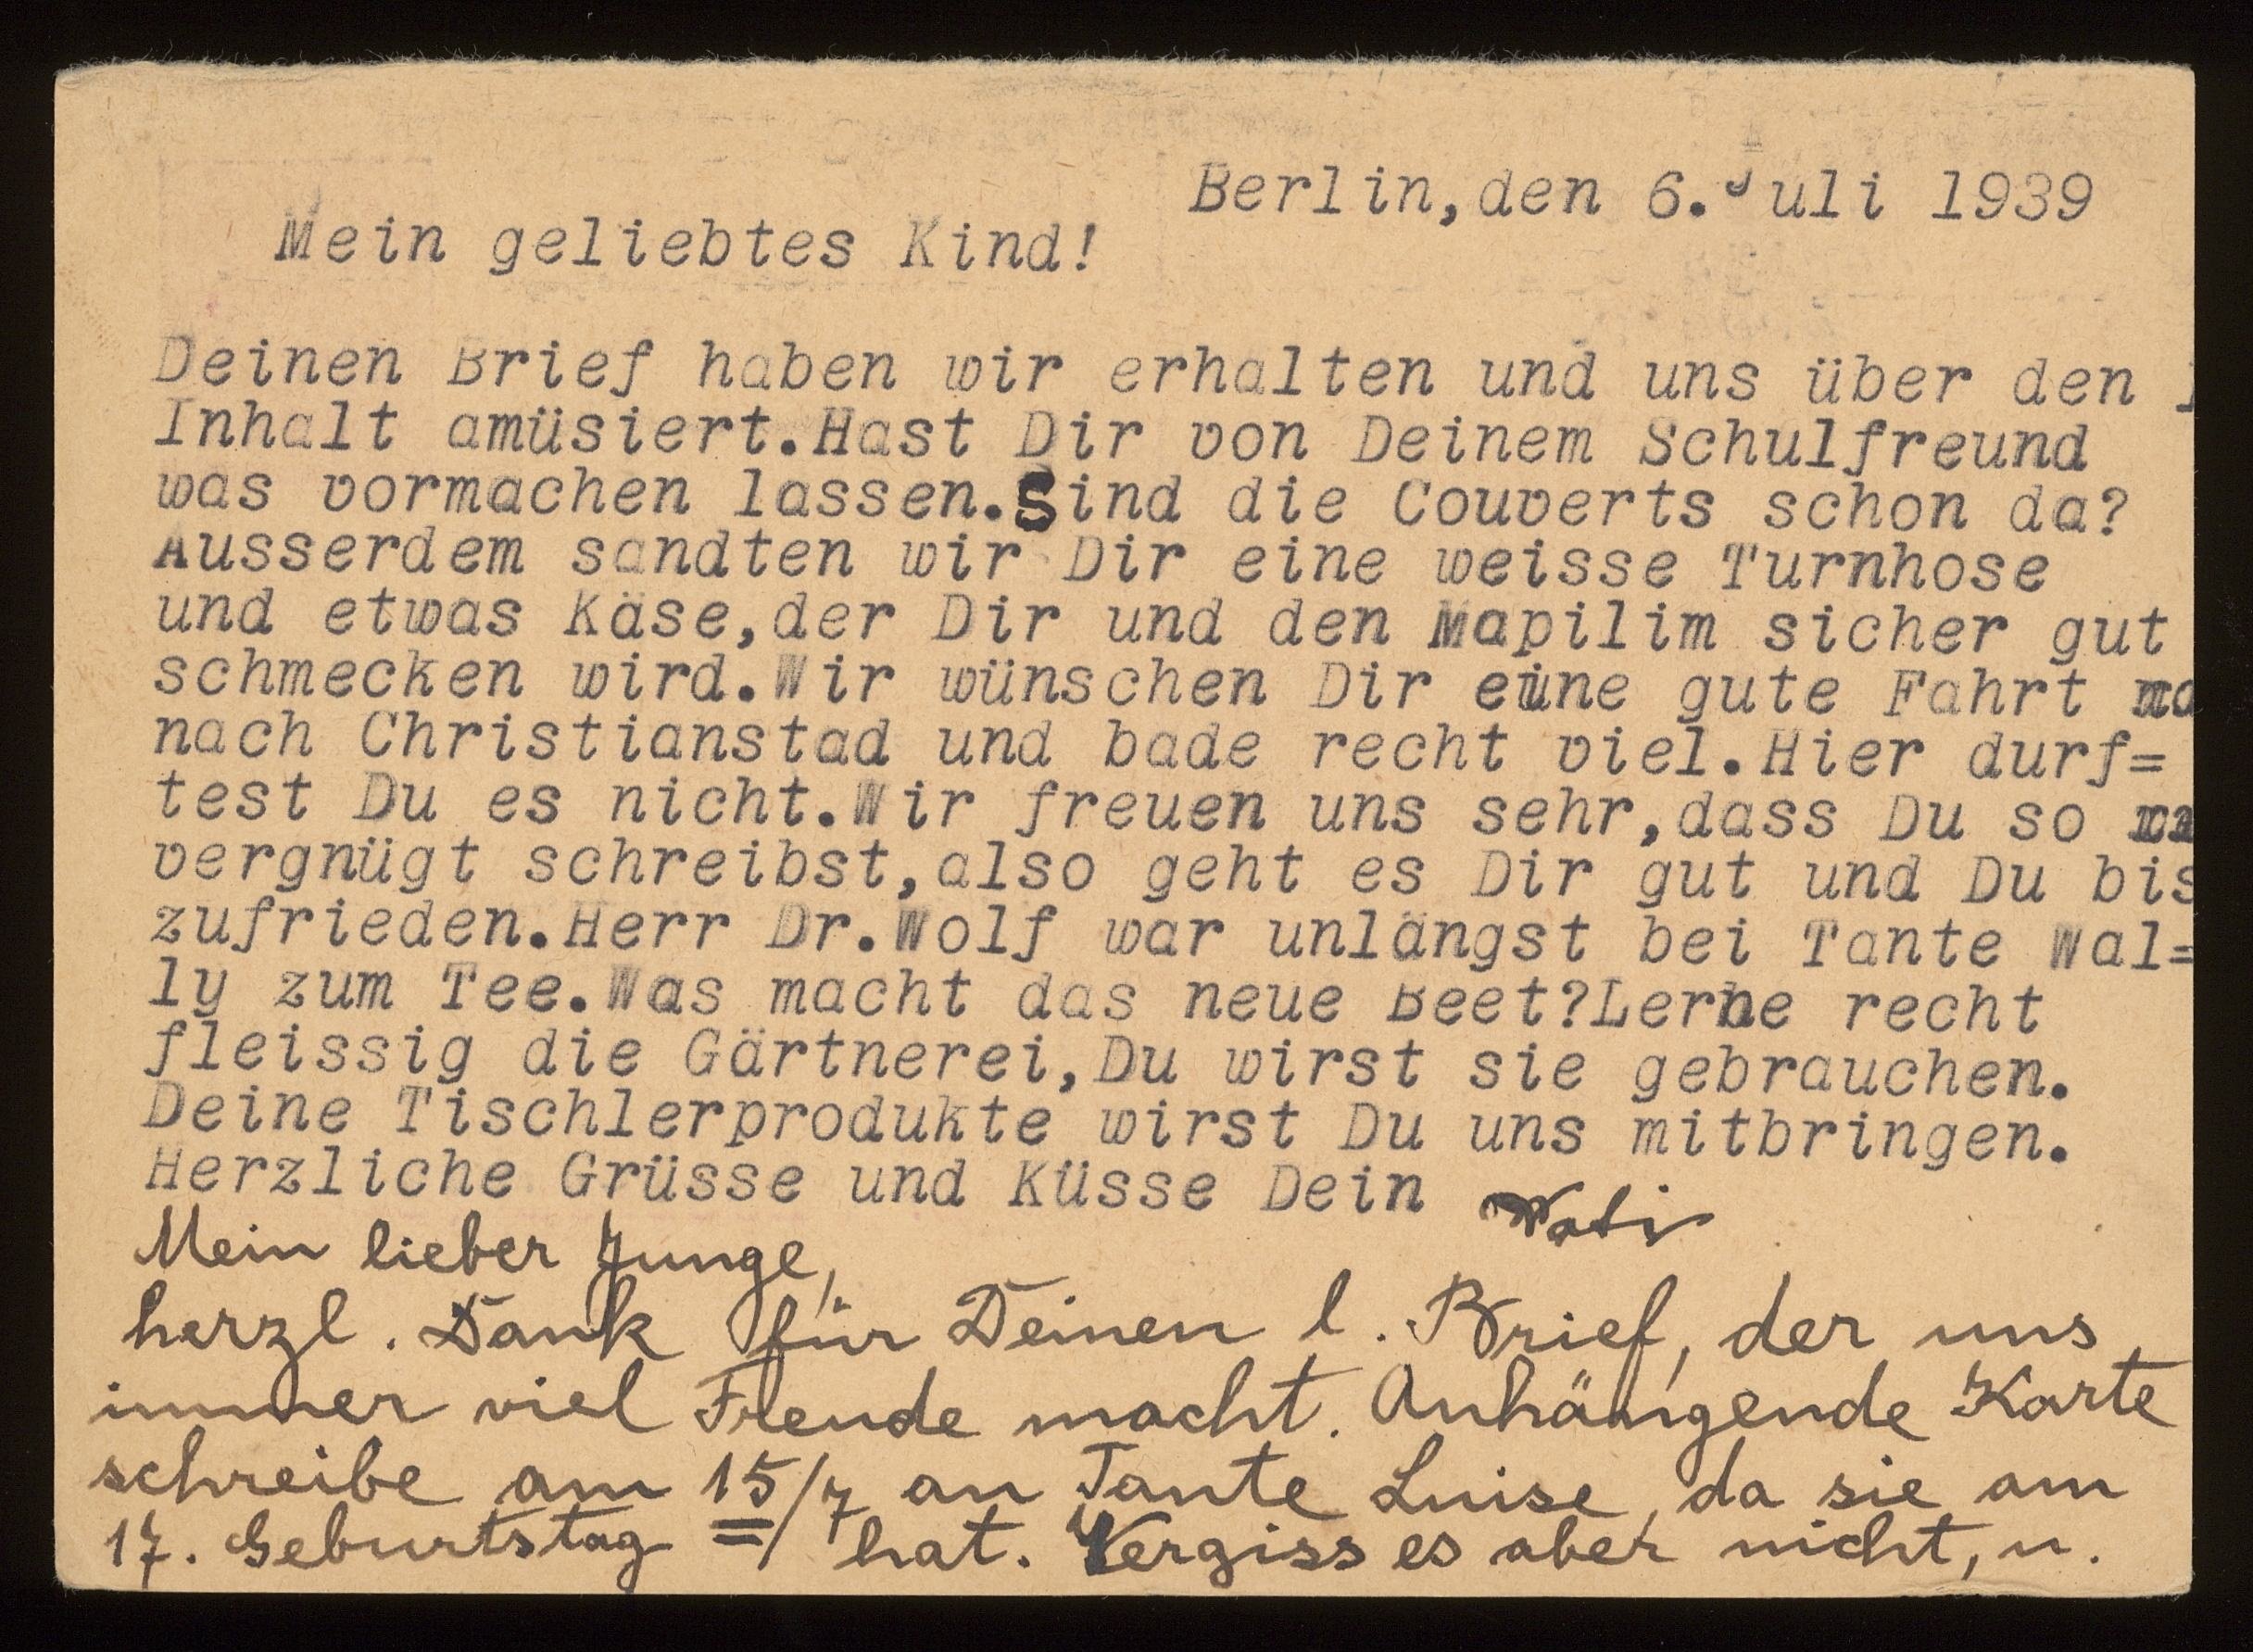 Berlin,den 6.Juli 1939
Mein geliebtes Kind!
Deinen Brief haben wir erhalten und uns über den I
Inhalt amüsiert.Hast Dir von Deinem Schulfreund
was vormachen lassen.Sind die Couverts schon da?
Ausserdem sandten wir Dir eine weisse Turnhose
und etwas Käse,der Dir und den Mapilim sicher gut
schmecken wird.Wir wünschen Dir eine gute Fahrt na
nach Christianstad und bade recht viel.Hier durf=
test Du es nicht.Wir freuen uns sehr,dass Du so
vergnügt schreibst,also geht es Dir gut und Du bis
zufrieden.Herr Dr.Wolf war unlängst bei Tante Wal=
ly zum Tee.Was macht das neue Beet?Lerne recht
fleissig die Gärtnerei,Du wirst sie gebrauchen.
Deine Tischlerprodukte wirst Du uns mitbringen.
Herzliche Grüsse und Küsse Dein Vati
Mein lieber Junge,
herzl. Dank für Deinen l. Brief, der uns
immer viel Freude macht. Anhängende Karte
schreibe am 15/7 an Tante Luise, da sie am
17. Geburtstag hat. Vergiss es aber nicht, u.